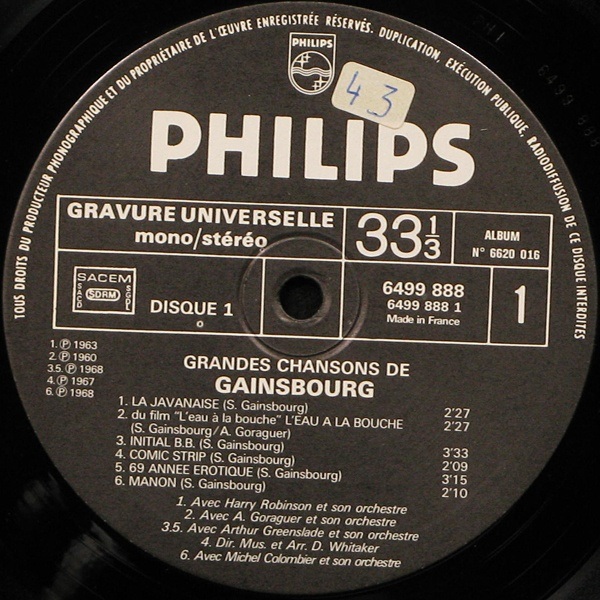 TOUS DROITS DU PRODUCTEUR PHONOGRAPHIQUE ET DU PROPRIÉTAIRE DE L'ŒUVRE ENREGISTRÉE RÉSERVÉS. DUPLICATION, EXÉCUTION PUBLIQUE, RADIODIFFUSION DE CE DISQUE INTERDITES
PHILIPS
43
PHILIPS
GRAVURE UNIVERSELLE
mono/stéréo
33 1/3
ALBUM
N° 6620 016
SACEM
SACD
SDRM
SGDL
DISQUE 1
6499 888
6499 888 1
Made in France
1
1. Ⓟ 1963
2. Ⓟ 1960
3.5. Ⓟ 1968
4. Ⓟ 1967
6. Ⓟ 1968
GRANDES CHANSONS DE
GAINSBOURG
1. LA JAVANAISE (S. Gainsbourg) 2'27
2. du film "L'eau à la bouche" L'EAU A LA BOUCHE 2'27
(S. Gainsbourg/A. Goraguer)
3. INITIAL B.B. (S. Gainsbourg) 3'33
4. COMIC STRIP (S. Gainsbourg) 2'09
5. 69 ANNEE EROTIQUE (S. Gainsbourg) 3'15
6. MANON (S. Gainsbourg) 2'10
1. Avec Harry Robinson et son orchestre
2. Avec A. Goraguer et son orchestre
3.5. Avec Arthur Greenslade et son orchestre
4. Dir. Mus. et Arr. D. Whitaker
6. Avec Michel Colombier et son orchestre